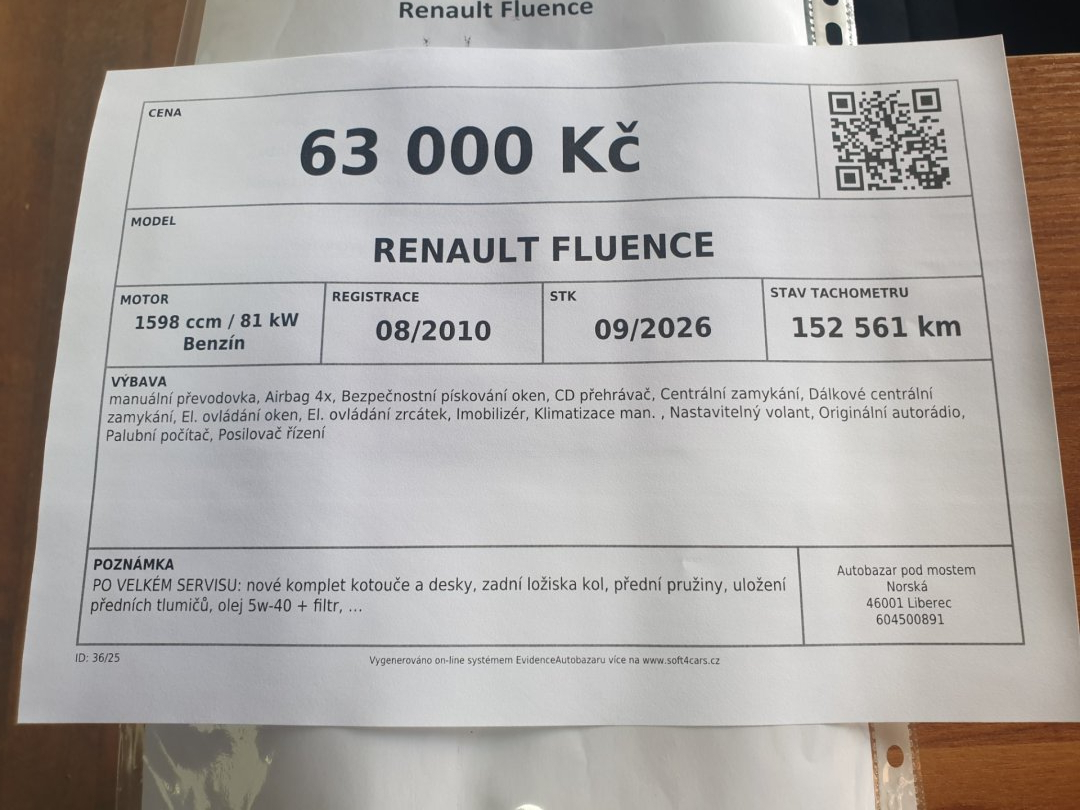 Renault Fluence
CENA
63 000 Kč
MODEL
RENAULT FLUENCE
MOTOR
1598 ccm / 81 kW
Benzín
REGISTRACE
08/2010
STK
09/2026
STAV TACHOMETRU
152 561 km
VÝBAVA
manuální převodovka, Airbag 4x, Bezpečnostní pískování oken, CD přehrávač, Centrální zamykání, Dálkové centrální
zamykání, El. ovládání oken, El. ovládání zrcátek, Imobilizér, Klimatizace man. , Nastavitelný volant, Originální autorádio,
Palubní počítač, Posilovač řízení
POZNÁMKA
PO VELKÉM SERVISU: nové komplet kotouče a desky, zadní ložiska kol, přední pružiny, uložení
předních tlumičů, olej 5w-40 + filtr, ...
Autobazar pod mostem
Norská
46001 Liberec
604500891
ID: 36/25
Vygenerováno on-line systémem EvidenceAutobazaru více na www.soft4cars.cz